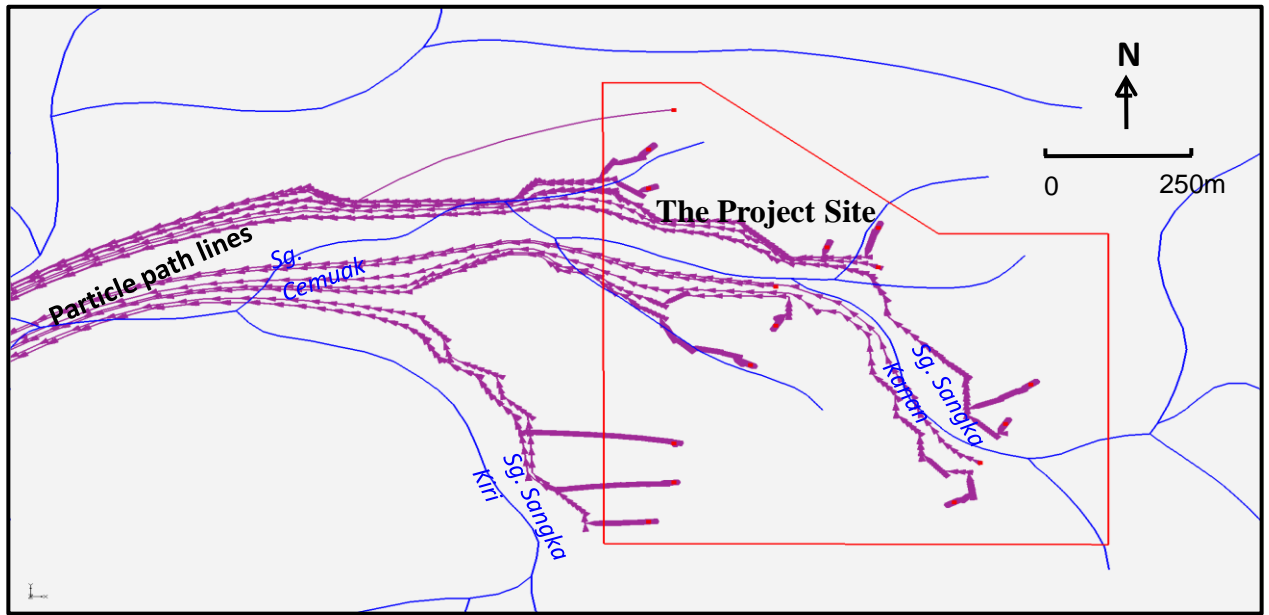 N
0 250m
The Project Site
Particle path lines
Sg.
Cemuak
Sg. Sangka
Kanan
Sg. Sangka
Kiri